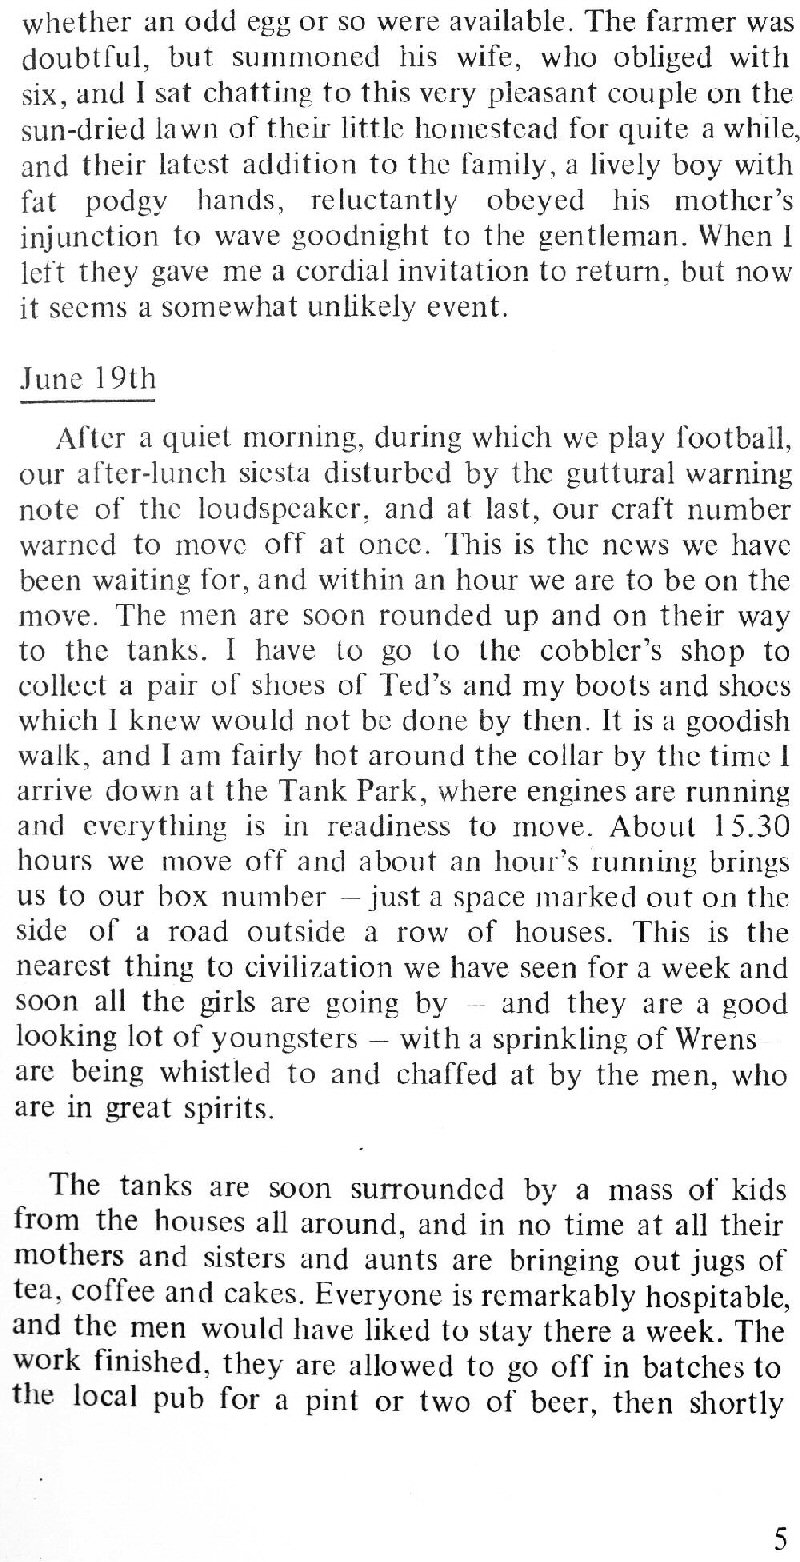 whether an odd egg or so were available. The farmer was
doubtful, but summoned his wife, who obliged with
six, and I sat chatting to this very pleasant couple on the
sun-dried lawn of their little homestead for quite a while,
and their latest addition to the family, a lively boy with
fat podgy hands, reluctantly obeyed his mother's
injunction to wave goodnight to the gentleman. When I
left they gave me a cordial invitation to return, but now
it seems a somewhat unlikely event.
June 19th
After a quiet morning, during which we play football,
our after-lunch siesta disturbed by the guttural warning
note of the loudspeaker, and at last, our craft number
warned to move off at once. This is the news we have
been waiting for, and within an hour we are to be on the
move. The men are soon rounded up and on their way
to the tanks. I have to go to the cobbler's shop to
collect a pair of shoes of Ted's and my boots and shoes
which I knew would not be done by then. It is a goodish
walk, and I am fairly hot around the collar by the time I
arrive down at the Tank Park, where engines are running
and everything is in readiness to move. About 15.30
hours we move off and about an hour's running brings
us to our box number – just a space marked out on the
side of a road outside a row of houses. This is the
nearest thing to civilization we have seen for a week and
soon all the girls are going by – and they are a good
looking lot of youngsters – with a sprinkling of Wrens
are being whistled to and chaffed at by the men, who
are in great spirits.
The tanks are soon surrounded by a mass of kids
from the houses all around, and in no time at all their
mothers and sisters and aunts are bringing out jugs of
tea, coffee and cakes. Everyone is remarkably hospitable,
and the men would have liked to stay there a week. The
work finished, they are allowed to go off in batches to
the local pub for a pint or two of beer, then shortly
5